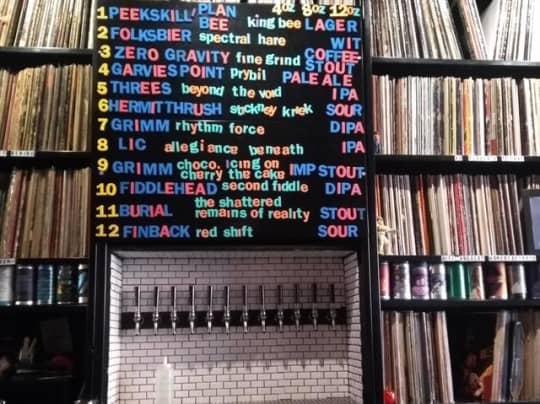 4oz 8oz 12oz
1 PEEKSKILL PLAN BEE king bee LAGER
2 FOLKSBIER spectral hare WIT
3 ZERO GRAVITY fine grind COFFEE STOUT
4 GARVIES POINT prybil PALE ALE
5 THREES beyond the void IPA
6 HERMIT THRUSH stickney kriek SOUR
7 GRIMM rhythm force DIPA
8 LIC allegiance beneath IPA
9 GRIMM choco. icing on cherry the cake IMP STOUT
10 FIDDLEHEAD second fiddle DIPA
11 BURIAL the shattered remains of reality STOUT
12 FINBACK red shift SOUR